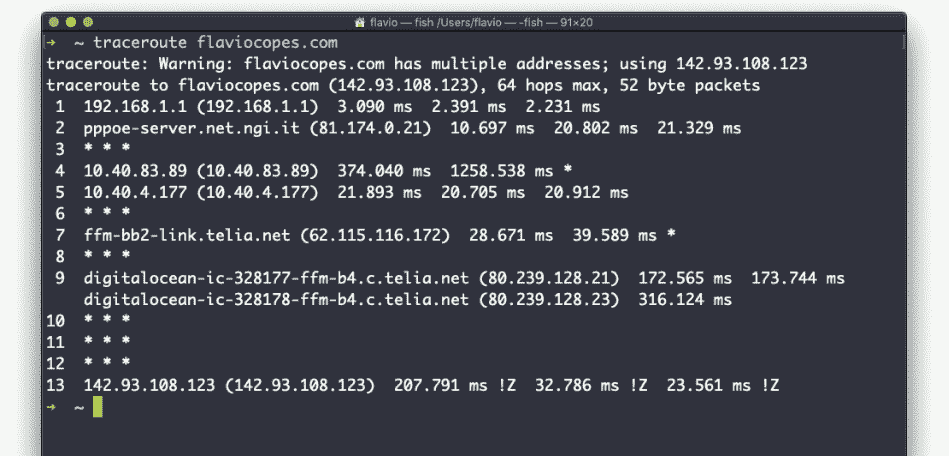 flavio — fish /Users/flavio — -fish — 91×20
→ ~ traceroute flaviocopes.com
traceroute: Warning: flaviocopes.com has multiple addresses; using 142.93.108.123
traceroute to flaviocopes.com (142.93.108.123), 64 hops max, 52 byte packets
 1  192.168.1.1 (192.168.1.1)  3.090 ms  2.391 ms  2.231 ms
 2  pppoe-server.net.ngi.it (81.174.0.21)  10.697 ms  20.802 ms  21.329 ms
 3  * * *
 4  10.40.83.89 (10.40.83.89)  374.040 ms  1258.538 ms *
 5  10.40.4.177 (10.40.4.177)  21.893 ms  20.705 ms  20.912 ms
 6  * * *
 7  ffm-bb2-link.telia.net (62.115.116.172)  28.671 ms  39.589 ms *
 8  * * *
 9  digitalocean-ic-328177-ffm-b4.c.telia.net (80.239.128.21)  172.565 ms  173.744 ms
    digitalocean-ic-328178-ffm-b4.c.telia.net (80.239.128.23)  316.124 ms
10  * * *
11  * * *
12  * * *
13  142.93.108.123 (142.93.108.123)  207.791 ms !Z  32.786 ms !Z  23.561 ms !Z
→ ~